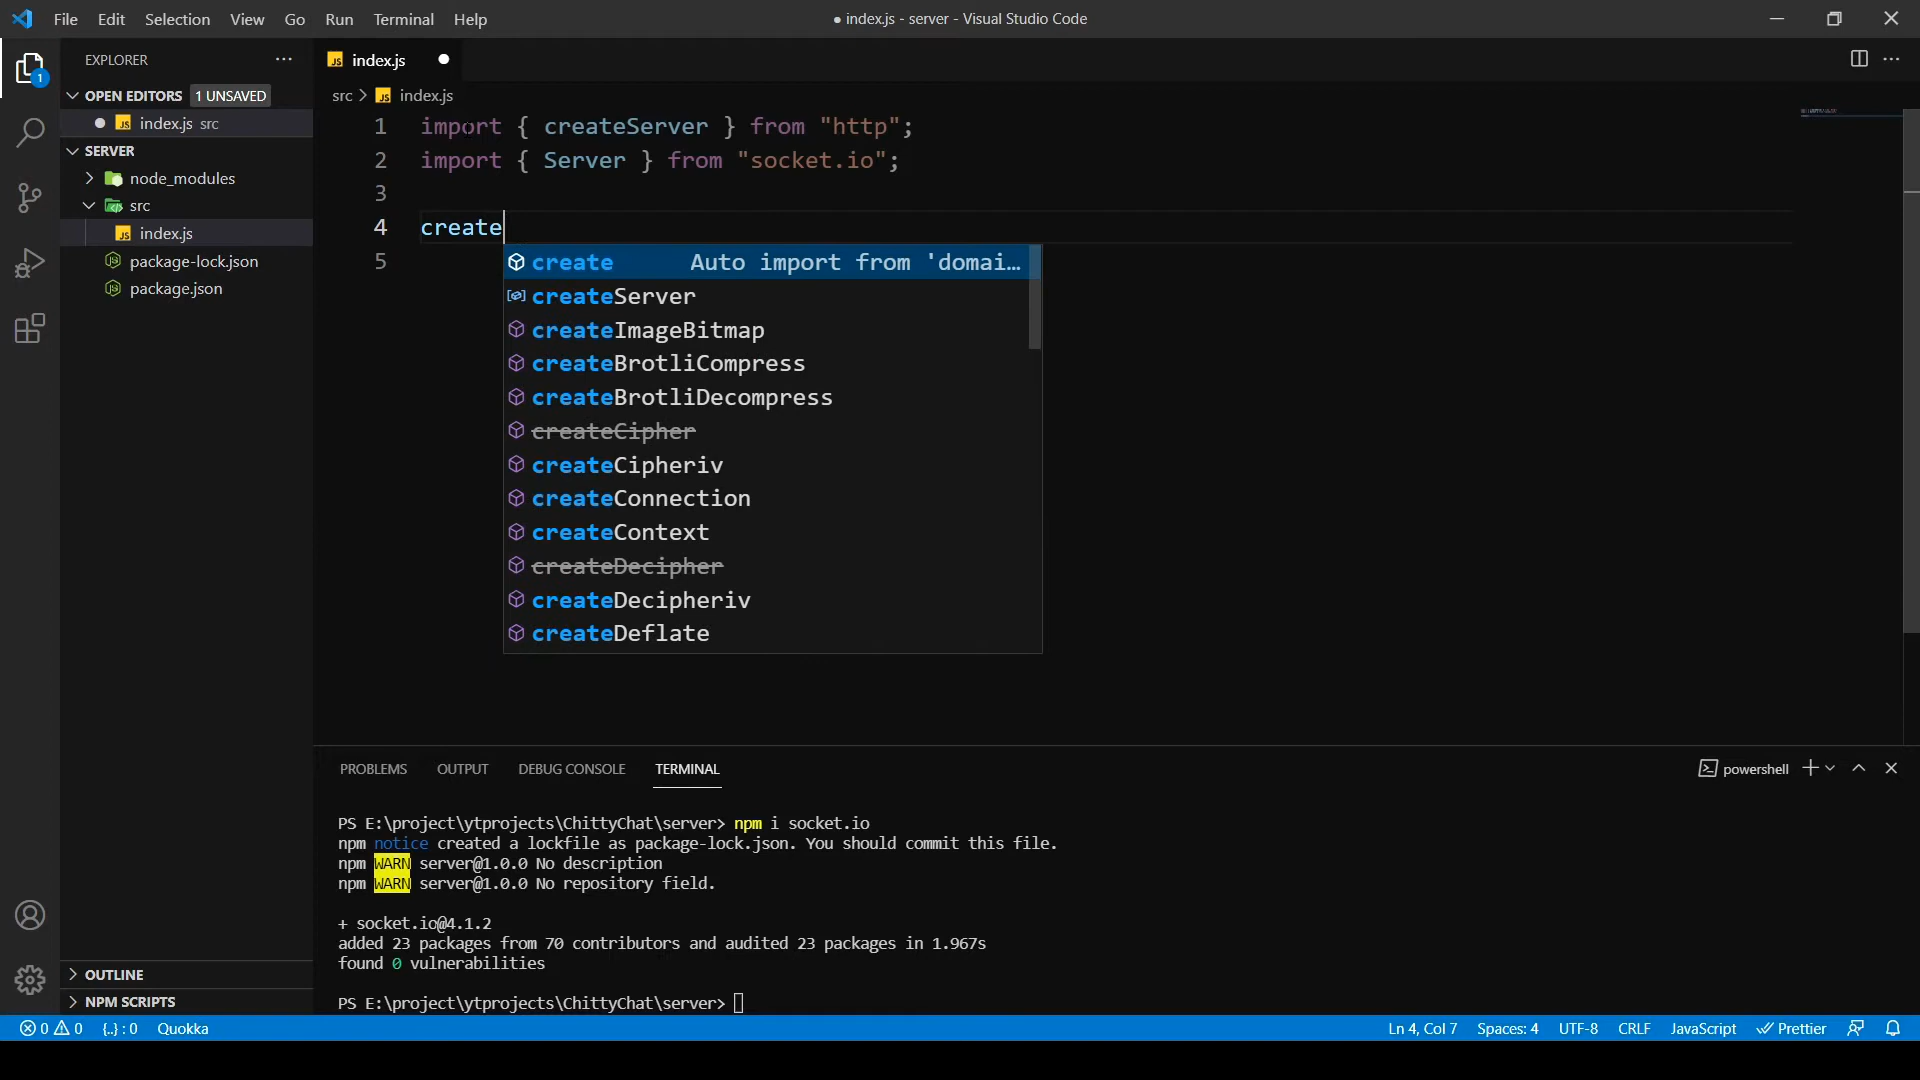 File Edit Selection View Go Run Terminal Help
● index.js - server - Visual Studio Code
EXPLORER
1
OPEN EDITORS 1 UNSAVED
index.js src
SERVER
node_modules
src
index.js
package-lock.json
package.json
OUTLINE
NPM SCRIPTS
JS index.js
src > JS index.js
1 import { createServer } from "http";
2 import { Server } from "socket.io";
3
4 create
5
create Auto import from 'domai...
createServer
createImageBitmap
createBrotliCompress
createBrotliDecompress
createCipher
createCipheriv
createConnection
createContext
createDecipher
createDecipheriv
createDeflate
PROBLEMS OUTPUT DEBUG CONSOLE TERMINAL
powershell
PS E:\project\ytprojects\ChittyChat\server> npm i socket.io
npm notice created a lockfile as package-lock.json. You should commit this file.
npm WARN server@1.0.0 No description
npm WARN server@1.0.0 No repository field.
+ socket.io@4.1.2
added 23 packages from 70 contributors and audited 23 packages in 1.967s
found 0 vulnerabilities
PS E:\project\ytprojects\ChittyChat\server>
0 0 {..} : 0 Quokka
Ln 4, Col 7 Spaces: 4 UTF-8 CRLF JavaScript Prettier